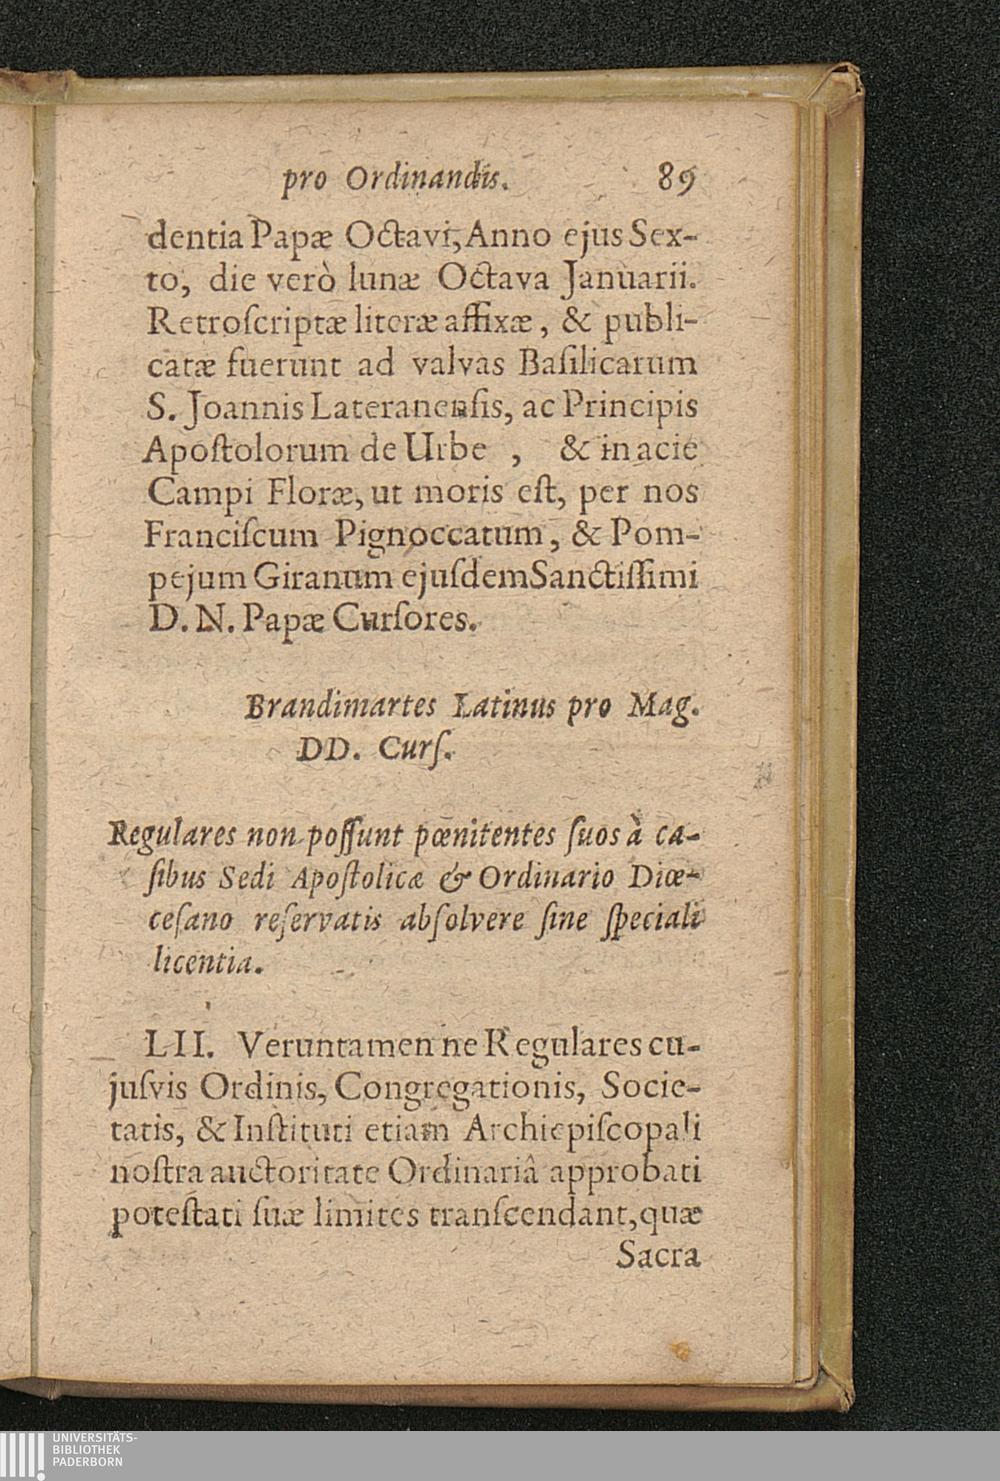 pro Ordinandis. 89
dentia Papæ Octavi, Anno ejus Sex-
to, die verò lunæ Octava Januarii.
Retroſcriptæ literæ affixæ, & publi-
catæ fuerunt ad valvas Baſilicarum
S. Joannis Lateranenſis, ac Principis
Apoſtolorum de Urbe , & in acie
Campi Floræ, ut moris eſt, per nos
Franciſcum Pignoccatum, & Pom-
pejum Giranum ejuſdem Sanctiſſimi
D. N. Papæ Curſores.
Brandimartes Latinus pro Mag.
DD. Curſ.
Regulares non poſſunt pœnitentes ſuos à ca-
ſibus Sedi Apoſtolicæ & Ordinario Diœ-
ceſano reſervatis abſolvere ſine ſpeciali
licentia.
LII. Veruntamen ne Regulares cu-
juſvis Ordinis, Congregationis, Socie-
tatis, & Inſtituti etiam Archiepiſcopali
noſtra auctoritate Ordinariâ approbati
poteſtati ſuæ limites tranſcendant, quæ
Sacra
UNIVERSITÄTS-
BIBLIOTHEK
PADERBORN